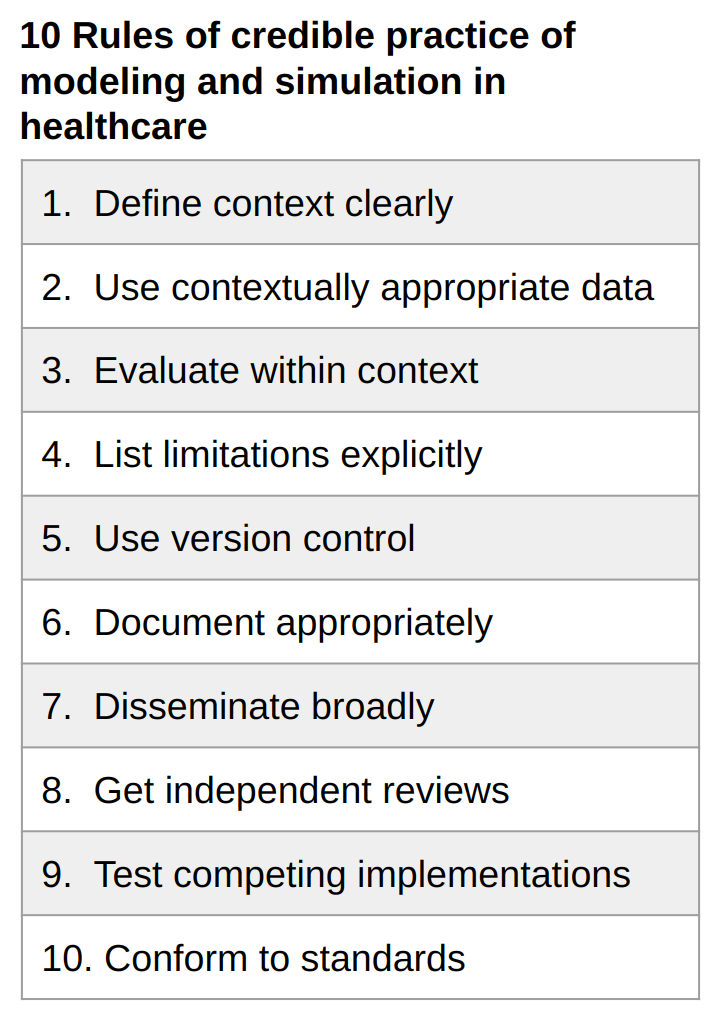 10 Rules of credible practice of
modeling and simulation in
healthcare
1. Define context clearly
2. Use contextually appropriate data
3. Evaluate within context
4. List limitations explicitly
5. Use version control
6. Document appropriately
7. Disseminate broadly
8. Get independent reviews
9. Test competing implementations
10. Conform to standards